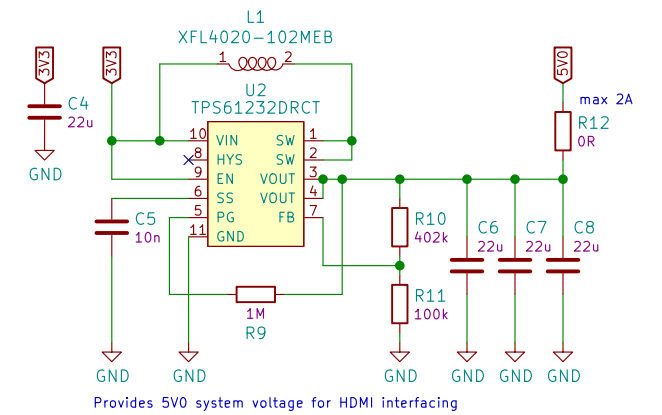 L1
XFL4020-102MEB
1 2
3V3
3V3
5V0
C4
22u
GND
U2
TPS61232DRCT
max 2A
R12
0R
10 VIN SW 1
8 HYS SW 2
9 EN VOUT 3
6 SS VOUT 4
5 PG FB 7
11 GND
C5
10n
R10
402k
C6
22u
C7
22u
C8
22u
R11
100k
1M
R9
GND
GND
GND
GND
GND
GND
Provides 5V0 system voltage for HDMI interfacing